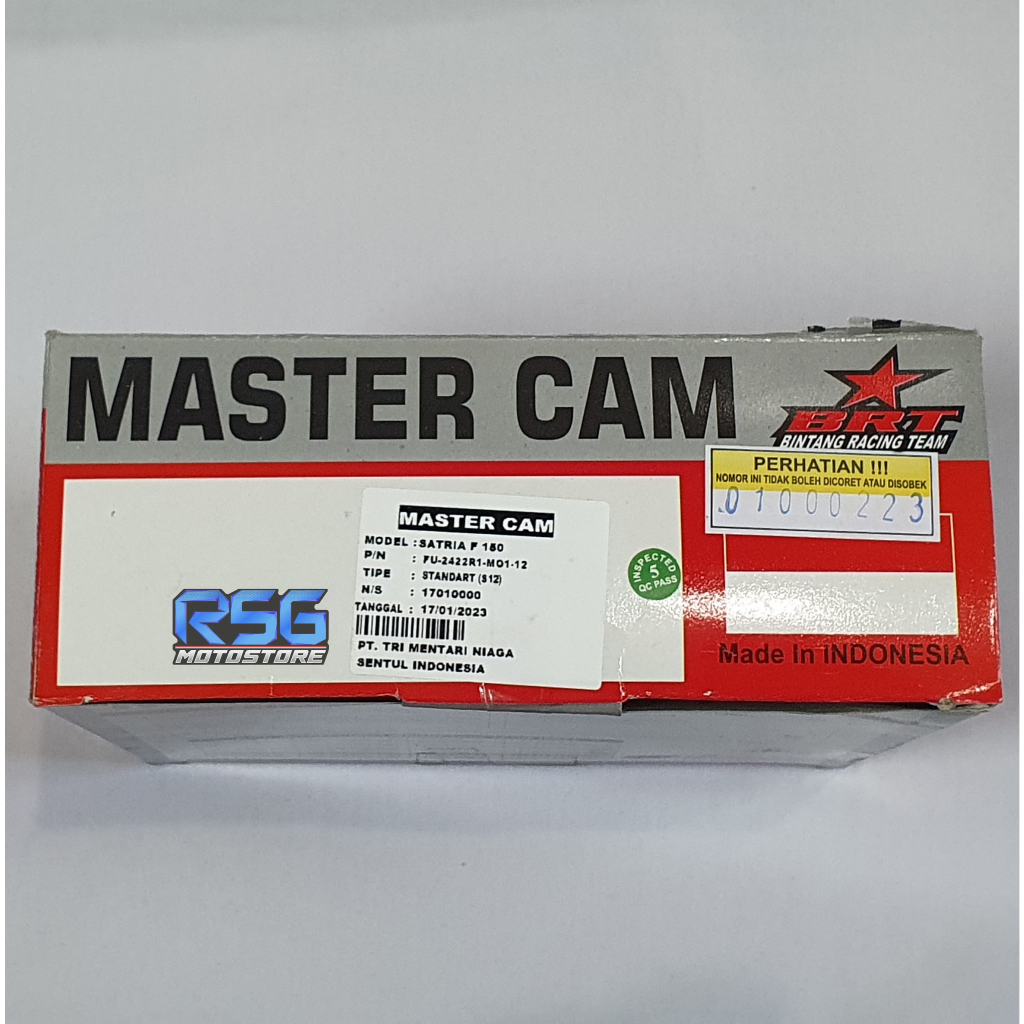 MASTER CAM
BRT
BINTANG RACING TEAM
PERHATIAN !!!
NOMOR INI TIDAK BOLEH DICORET ATAU DISOBEK
.01000223
MASTER CAM
MODEL : SATRIA F 150
P/N : FU-2422R1-MO1-12
TIPE : STANDART (S12)
N/S : 17010000
TANGGAL : 17/01/2023
PT. TRI MENTARI NIAGA
SENTUL INDONESIA
INSPECTED
5
QC PASS
RSG
MOTOSTORE
Made In INDONESIA